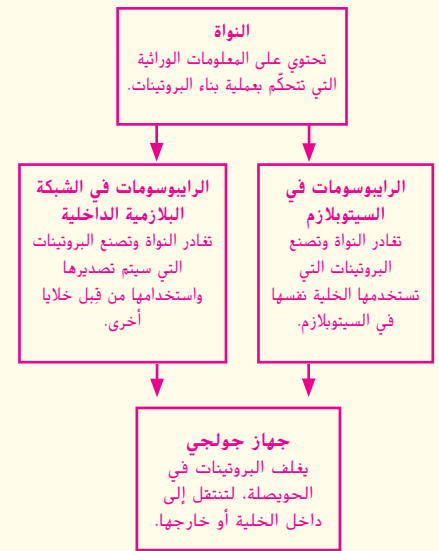 النواة
تحتوي على المعلومات الوراثية
التي تتحكّم بعملية بناء البروتينات.
الرايبوسومات في
السيتوبلازم
تغادر النواة وتصنع
البروتينات التي
تستخدمها الخلية نفسها
في السيتوبلازم.
الرايبوسومات في الشبكة
البلازمية الداخلية
تغادر النواة وتصنع البروتينات
التي سيتم تصديرها
واستخدامها من قِبل خلايا
أخرى.
جهاز جولجي
يغلف البروتينات في
الحويصلة، لتنتقل إلى
داخل الخلية أو خارجها.